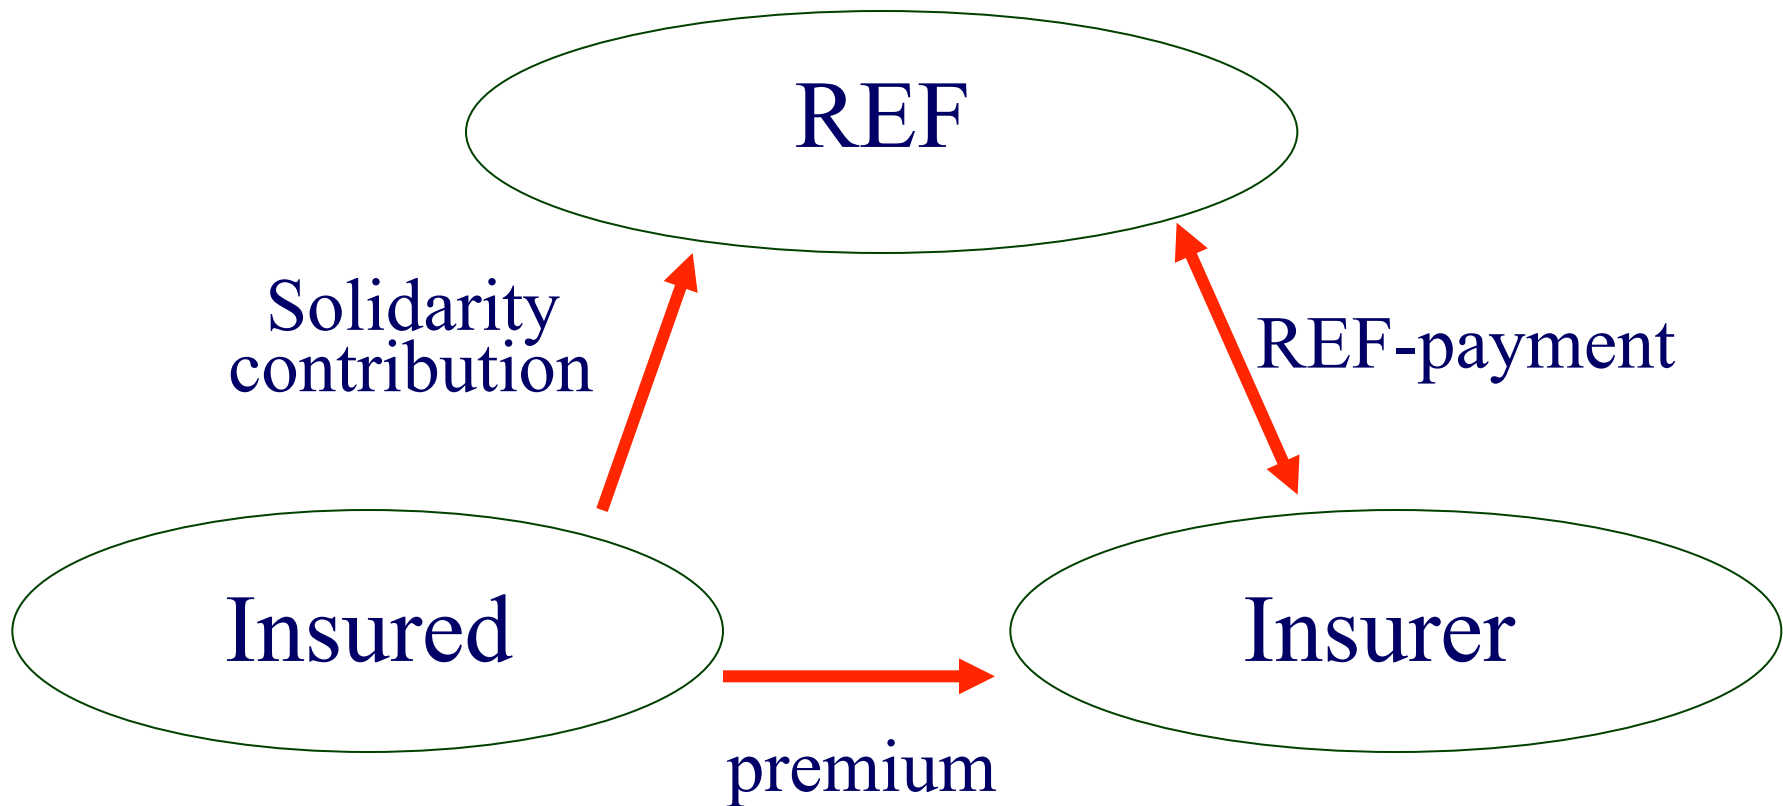 REF
Solidarity
contribution
REF-payment
Insured
Insurer
premium